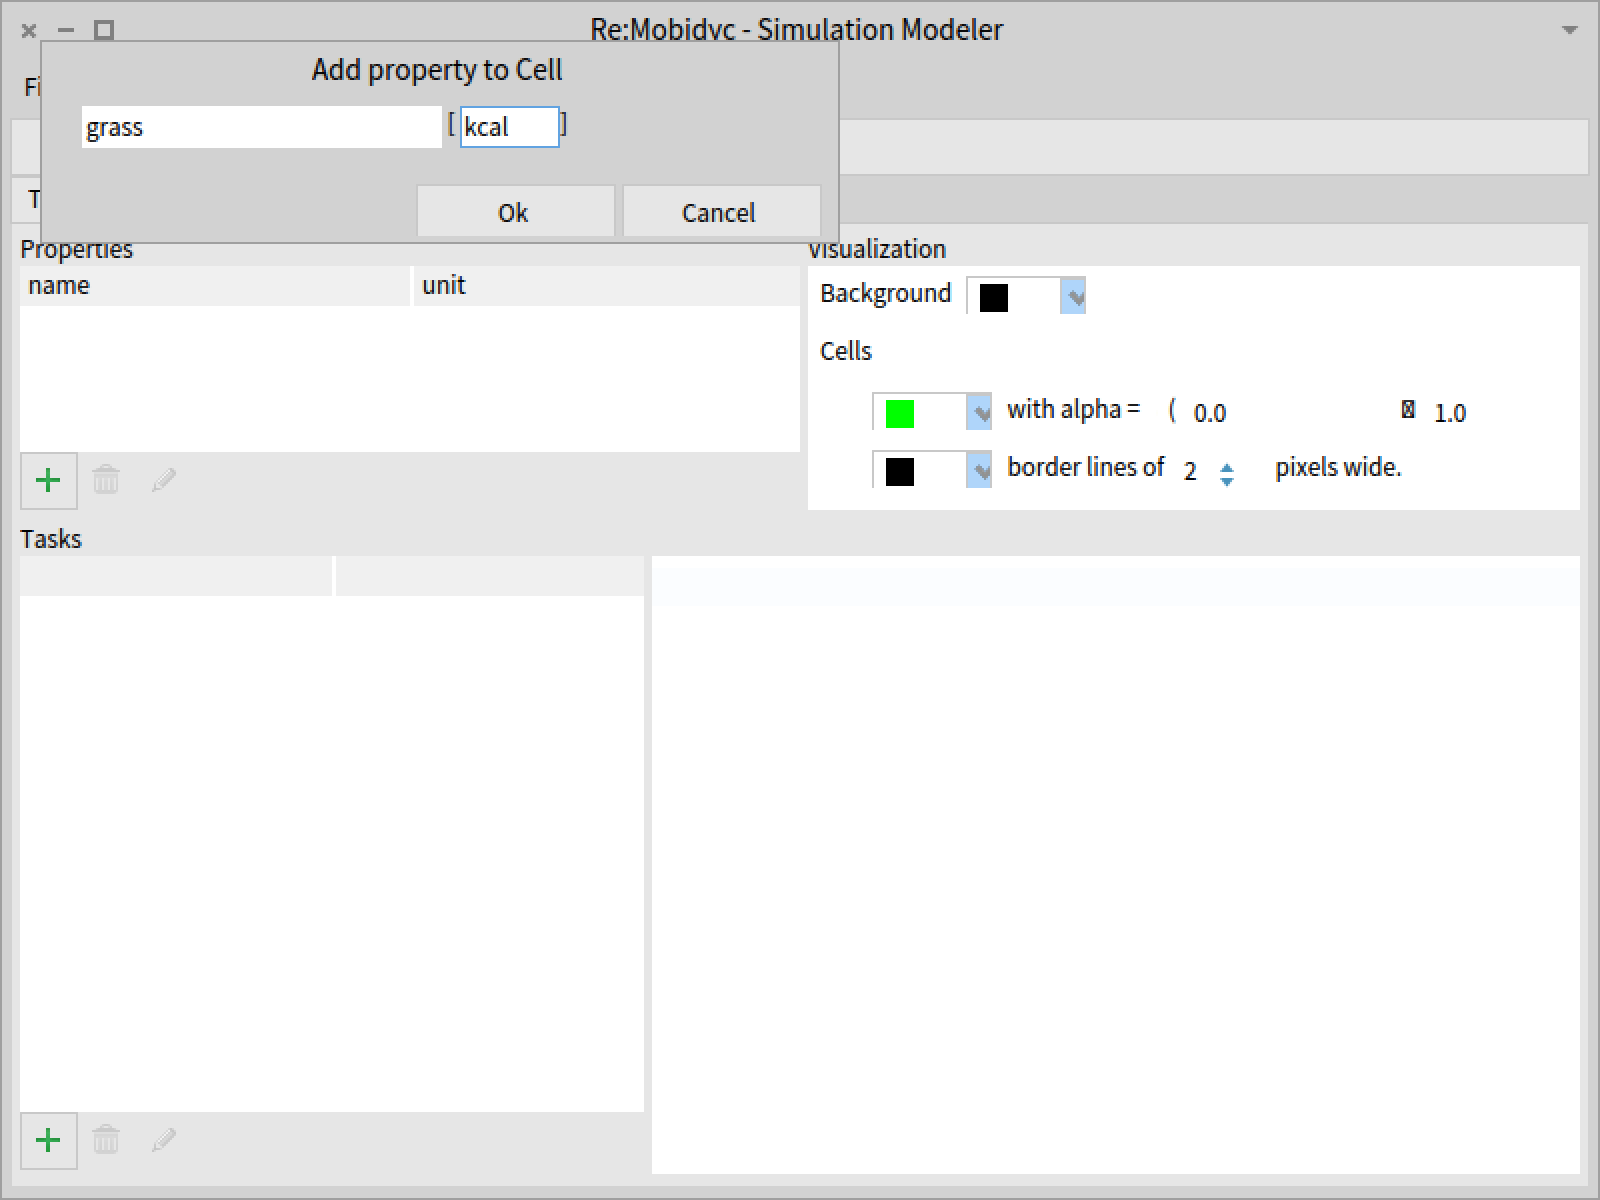 Re:Mobidyc - Simulation Modeler
Add property to Cell
Fi
grass [ kcal ]
T
Ok Cancel
Properties
name unit
Visualization
Background
Cells
with alpha = ( 0.0 1.0
border lines of 2 pixels wide.
Tasks